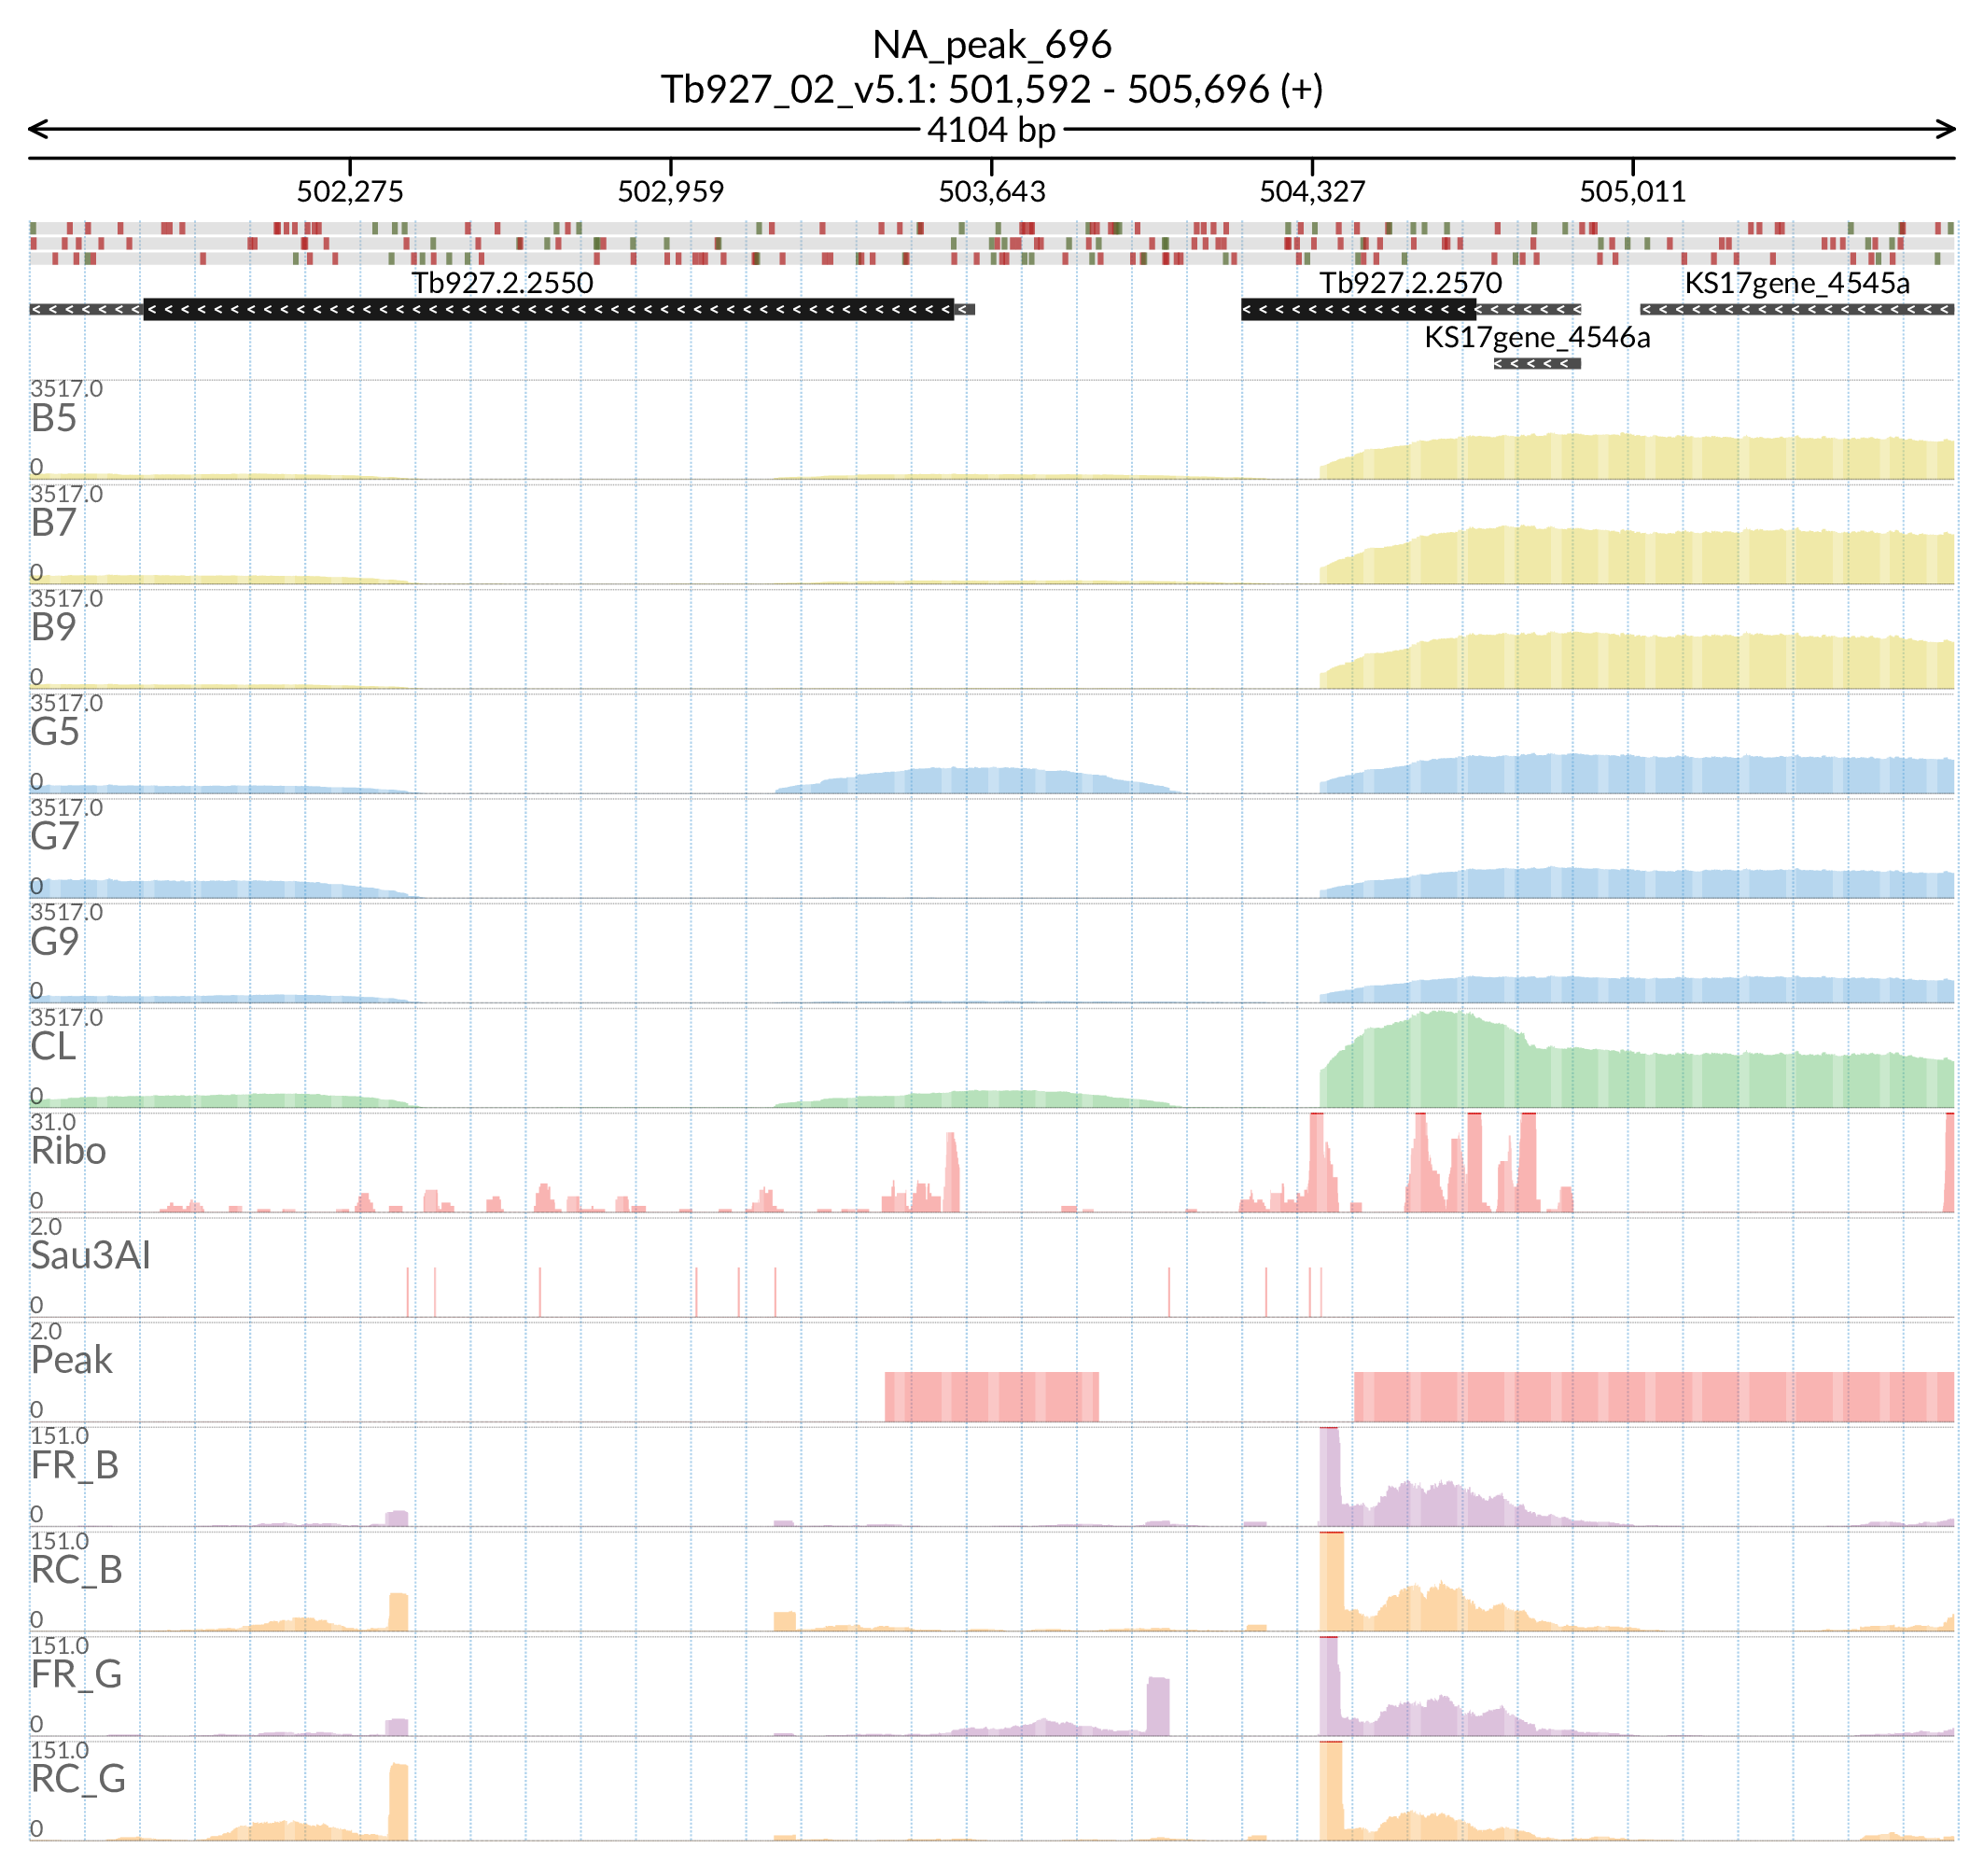 NA_peak_696
Tb927_02_v5.1: 501,592 - 505,696 (+)
4104 bp
502,275 502,959 503,643 504,327 505,011
Tb927.2.2550 Tb927.2.2570 KS17gene_4545a
KS17gene_4546a
3517.0
B5
0
3517.0
B7
0
3517.0
B9
0
3517.0
G5
0
3517.0
G7
0
3517.0
G9
0
3517.0
CL
0
31.0
Ribo
0
2.0
Sau3AI
0
2.0
Peak
0
151.0
FR_B
0
151.0
RC_B
0
151.0
FR_G
0
151.0
RC_G
0